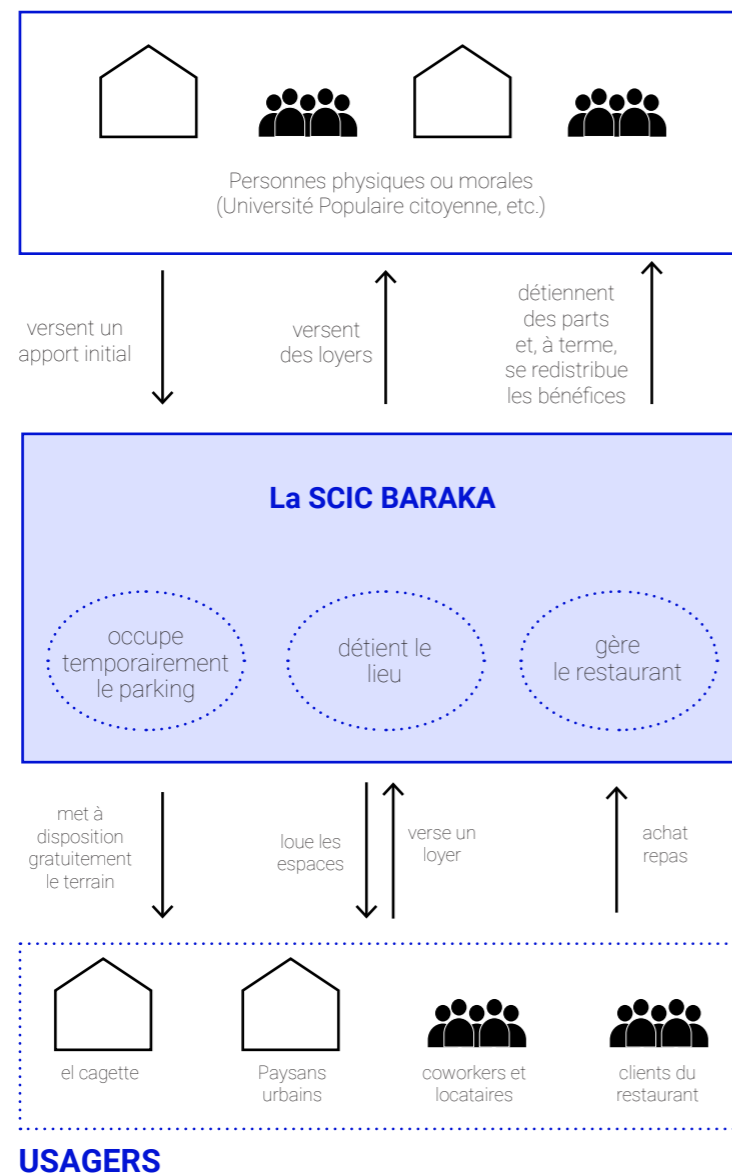 Personnes physiques ou morales
(Université Populaire citoyenne, etc.)
versent un
apport initial
versent
des loyers
détiennent
des parts
et, à terme,
se redistribue
les bénéfices
La SCIC BARAKA
occupe
temporairement
le parking
détient le
lieu
gère
le restaurant
met à
disposition
gratuitement
le terrain
loue les
espaces
verse un
loyer
achat
repas
el cagette
Paysans
urbains
coworkers et
locataires
clients du
restaurant
USAGERS